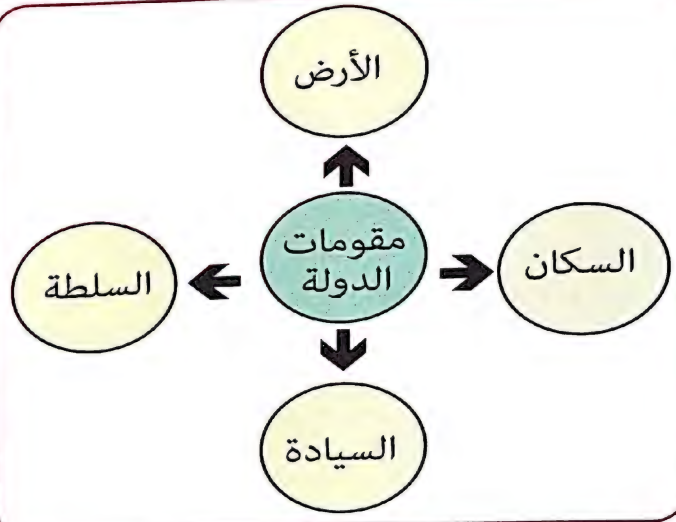 الأرض
السكان
مقومات
الدولة
السلطة
السيادة